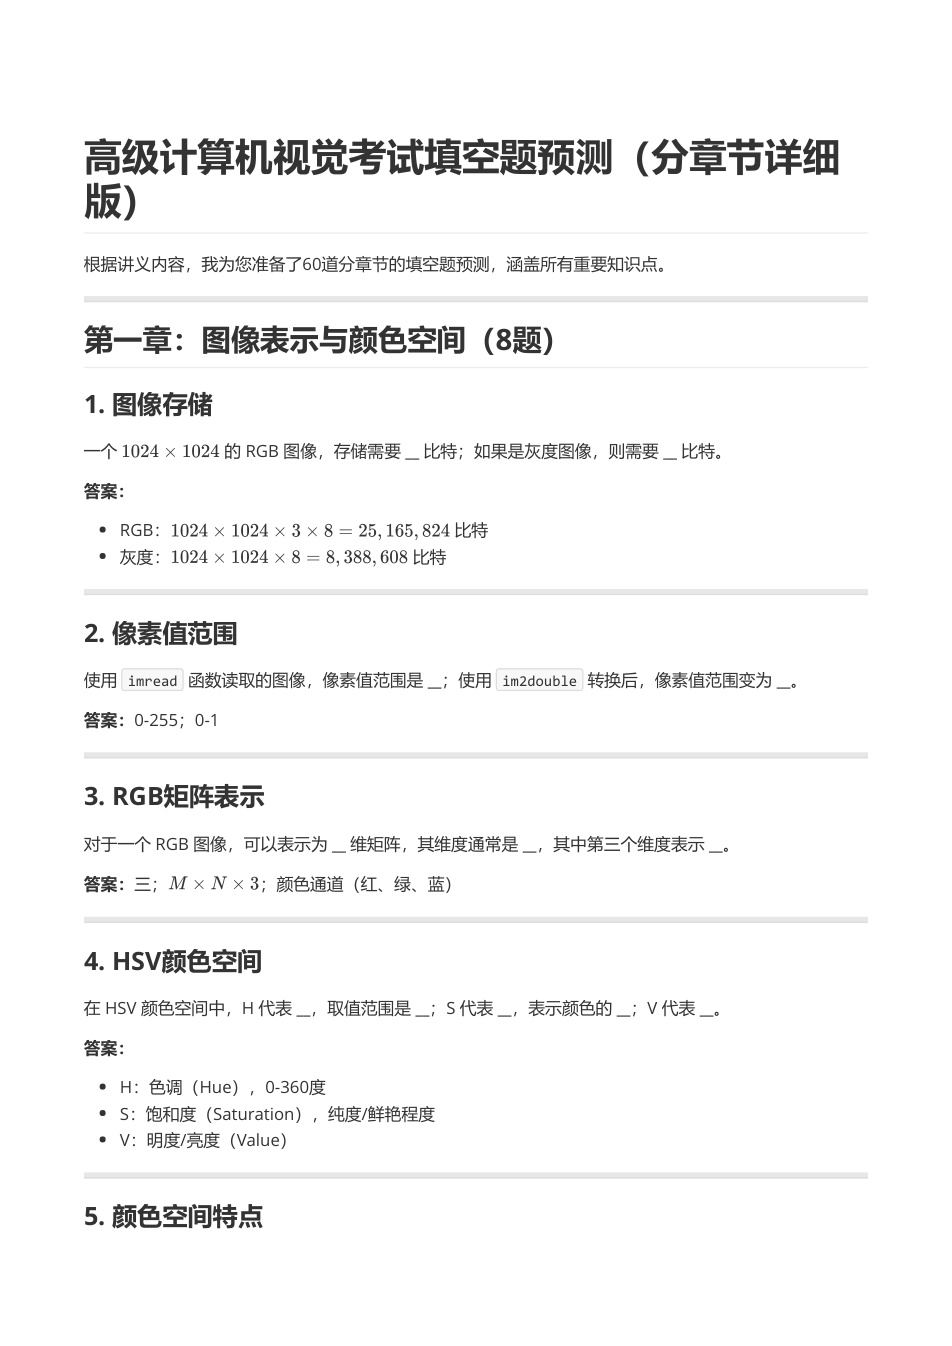 高级计算机视觉考试填空题预测（分章节详细
版）
根据讲义内容，我为您准备了60道分章节的填空题预测，涵盖所有重要知识点。
第一章：图像表示与颜色空间（8题）
1. 图像存储
一个 1024 × 1024 的 RGB 图像，存储需要 __ 比特；如果是灰度图像，则需要 __ 比特。
答案：
• RGB：1024 × 1024 × 3 × 8 = 25, 165, 824 比特
• 灰度：1024 × 1024 × 8 = 8, 388, 608 比特
2. 像素值范围
使用 imread 函数读取的图像，像素值范围是 __；使用 im2double 转换后，像素值范围变为 __。
答案：0-255；0-1
3. RGB矩阵表示
对于一个 RGB 图像，可以表示为 __ 维矩阵，其维度通常是 __，其中第三个维度表示 __。
答案：三；M × N × 3；颜色通道（红、绿、蓝）
4. HSV颜色空间
在 HSV 颜色空间中，H 代表 __，取值范围是 __；S 代表 __，表示颜色的 __；V 代表 __。
答案：
• H：色调（Hue），0-360度
• S：饱和度（Saturation），纯度/鲜艳程度
• V：明度/亮度（Value）
5. 颜色空间特点